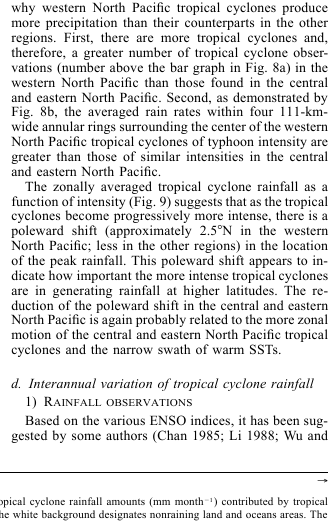 why western North Pacific tropical cyclones produce
more precipitation than their counterparts in the other
regions. First, there are more tropical cyclones and,
therefore, a greater number of tropical cyclone obser-
vations (number above the bar graph in Fig. 8a) in the
western North Pacific than those found in the central
and eastern North Pacific. Second, as demonstrated by
Fig. 8b, the averaged rain rates within four 111-km-
wide annular rings surrounding the center of the western
North Pacific tropical cyclones of typhoon intensity are
greater than those of similar intensities in the central
and eastern North Pacific.
The zonally averaged tropical cyclone rainfall as a
function of intensity (Fig. 9) suggests that as the tropical
cyclones become progressively more intense, there is a
poleward shift (approximately 2.5°N in the western
North Pacific; less in the other regions) in the location
of the peak rainfall. This poleward shift appears to in-
dicate how important the more intense tropical cyclones
are in generating rainfall at higher latitudes. The re-
duction of the poleward shift in the central and eastern
North Pacific is again probably related to the more zonal
motion of the central and eastern North Pacific tropical
cyclones and the narrow swath of warm SSTs.
d. Interannual variation of tropical cyclone rainfall
1) RAINFALL OBSERVATIONS
Based on the various ENSO indices, it has been sug-
gested by some authors (Chan 1985; Li 1988; Wu and
→
opical cyclone rainfall amounts (mm month⁻¹) contributed by tropical
he white background designates nonraining land and oceans areas. The